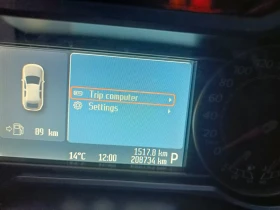 Trip computer
Settings
89 km
1517.8 km
14°C 12:00 208734 km P